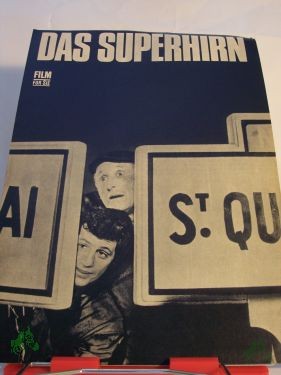 DAS SUPERHIRN
FILM
FÜR SIE
AI
ST. QU